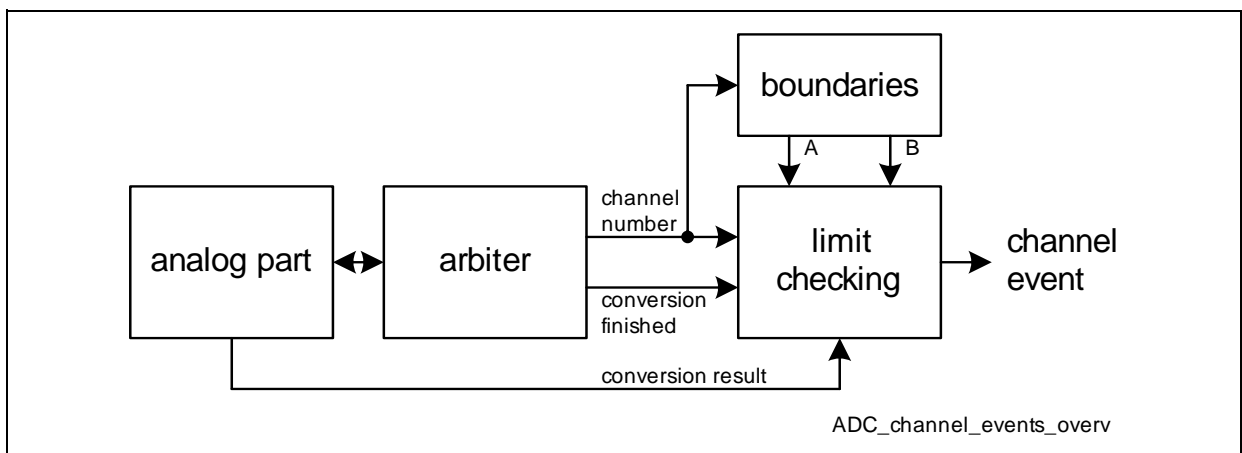 boundaries
A
B
channel
number
analog part
arbiter
limit
checking
channel
event
conversion
finished
conversion result
ADC_channel_events_overv